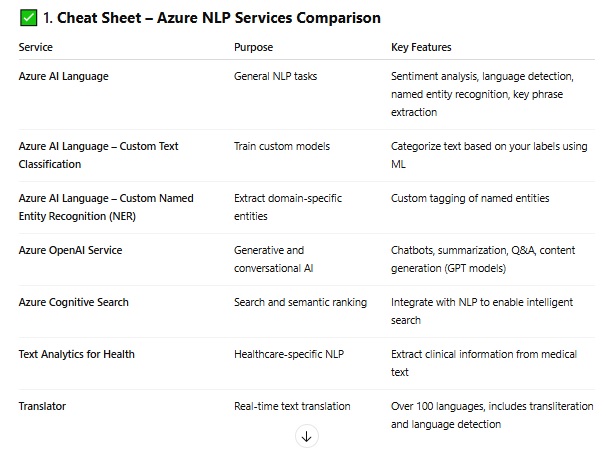 ✅ 1. Cheat Sheet – Azure NLP Services Comparison
Service Purpose Key Features
Azure AI Language General NLP tasks Sentiment analysis, language detection,
named entity recognition, key phrase
extraction
Azure AI Language – Custom Text Train custom models Categorize text based on your labels using
Classification ML
Azure AI Language – Custom Named Extract domain-specific Custom tagging of named entities
Entity Recognition (NER) entities
Azure OpenAI Service Generative and Chatbots, summarization, Q&A, content
conversational AI generation (GPT models)
Azure Cognitive Search Search and semantic ranking Integrate with NLP to enable intelligent
search
Text Analytics for Health Healthcare-specific NLP Extract clinical information from medical
text
Translator Real-time text translation Over 100 languages, includes transliteration
and language detection